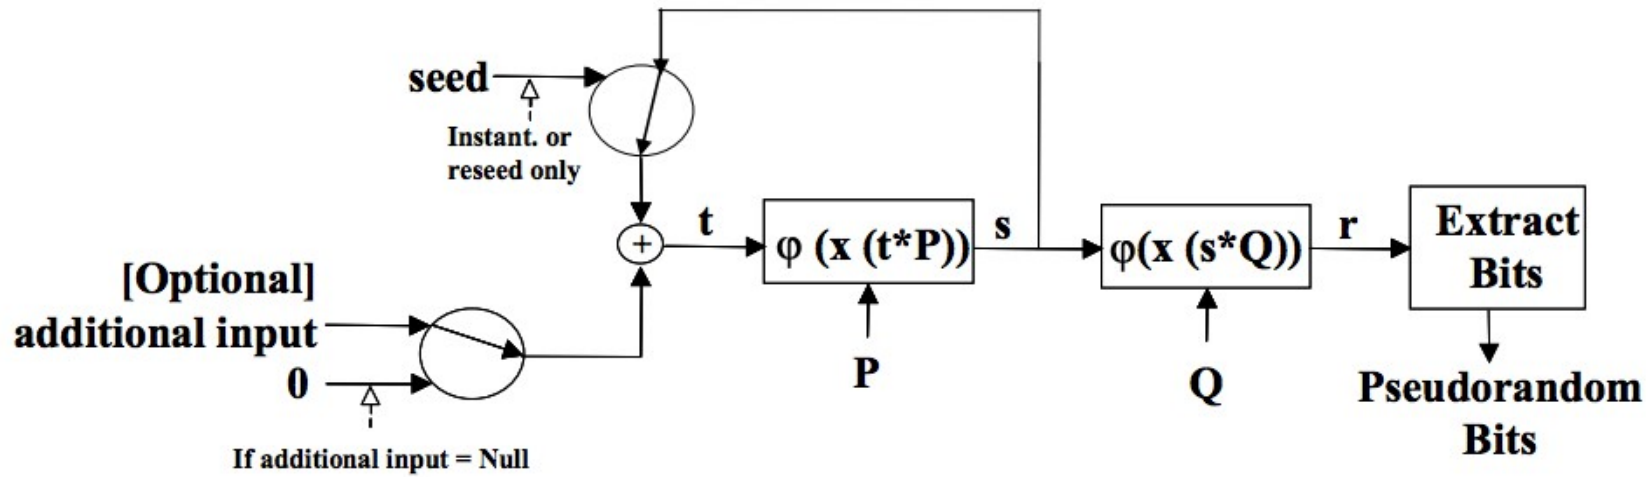 seed
Instant. or
reseed only
+
t
φ (x (t*P))
s
φ(x (s*Q))
r
Extract
Bits
[Optional]
additional input
0
P
Q
Pseudorandom
Bits
If additional input = Null